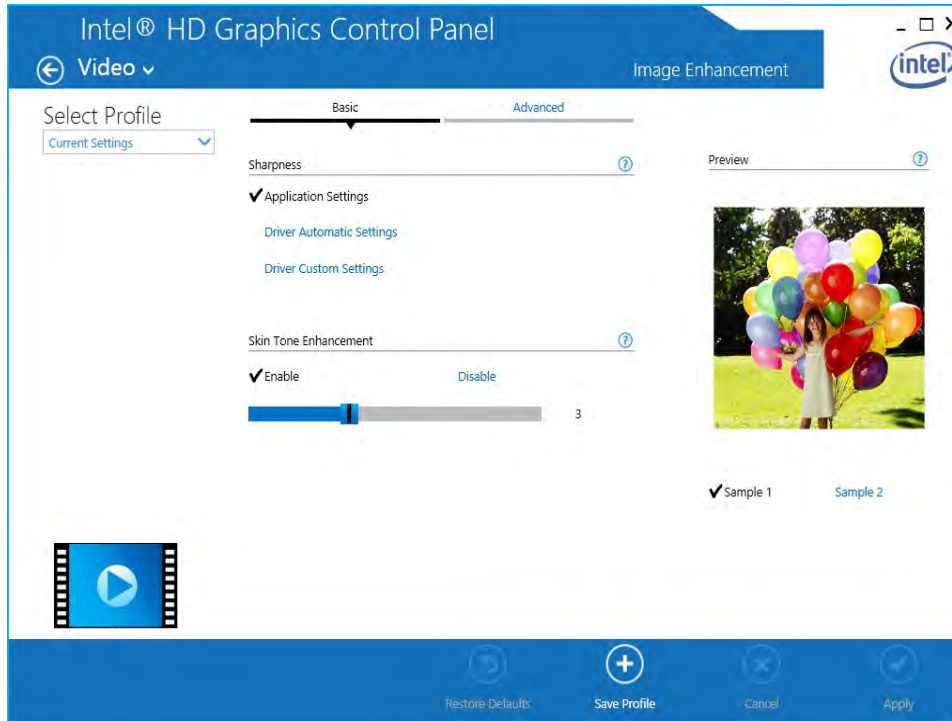 Intel® HD Graphics Control Panel
Video
Image Enhancement
intel
Select Profile
Current Settings
Basic
Advanced
Sharpness
?
Application Settings
Driver Automatic Settings
Driver Custom Settings
Skin Tone Enhancement
?
Enable
Disable
3
Preview
?
Sample 1
Sample 2
Restore Defaults
Save Profile
Cancel
Apply